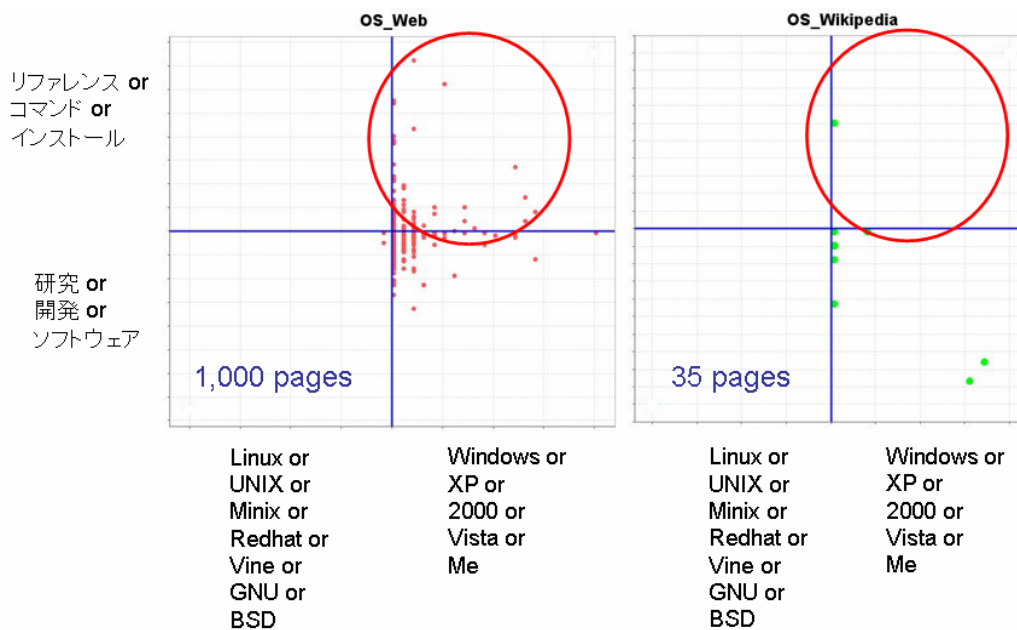 OS_Web
OS_Wikipedia
リファレンス or
コマンド or
インストール
研究 or
開発 or
ソフトウェア
1,000 pages
35 pages
Linux or
UNIX or
Minix or
Redhat or
Vine or
GNU or
BSD
Windows or
XP or
2000 or
Vista or
Me
Linux or
UNIX or
Minix or
Redhat or
Vine or
GNU or
BSD
Windows or
XP or
2000 or
Vista or
Me